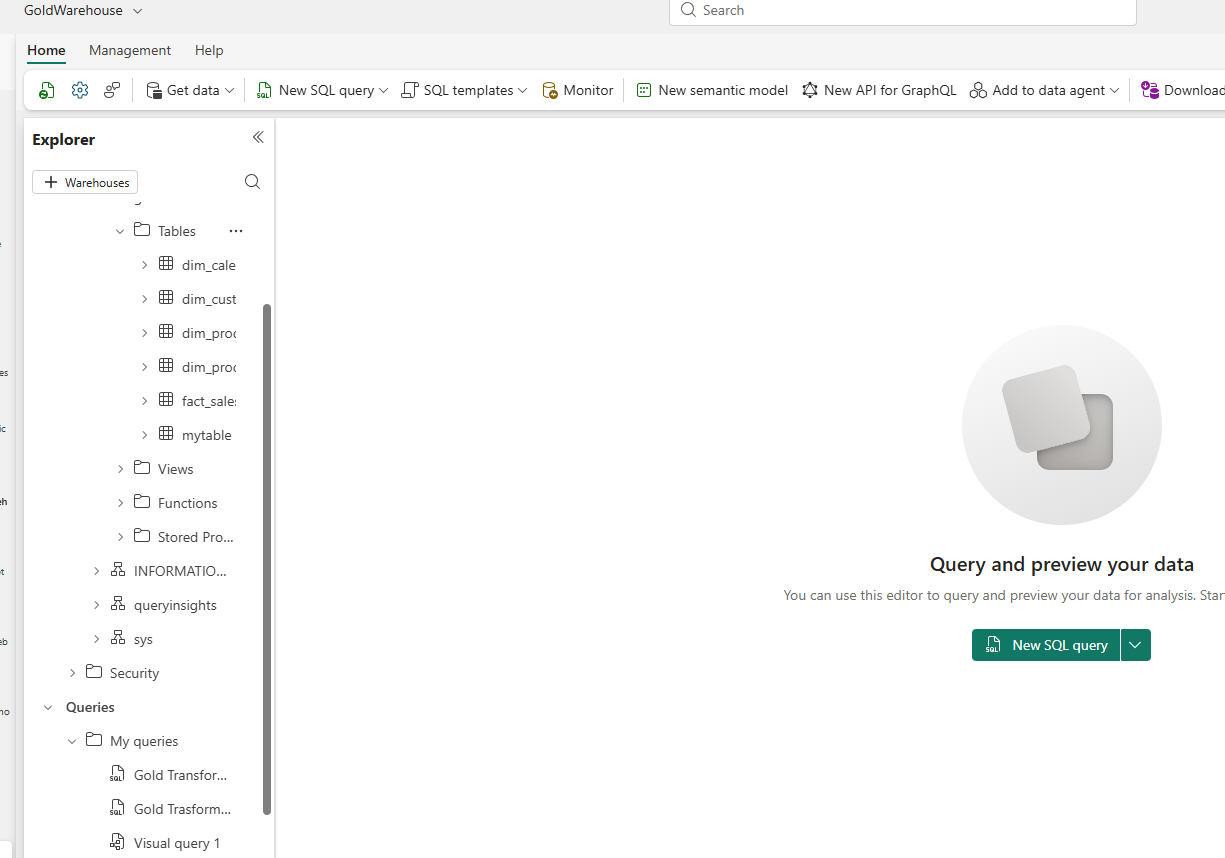 GoldWarehouse
Search
Home Management Help
Get data New SQL query SQL templates Monitor New semantic model New API for GraphQL Add to data agent Download
Explorer
Warehouses
Tables
dim_cale
dim_cust
dim_proc
dim_proc
fact_sales
mytable
Views
Functions
Stored Pro...
INFORMATIO...
queryinsights
sys
Security
Queries
My queries
Gold Transfor...
Gold Trasform...
Visual query 1
Query and preview your data
You can use this editor to query and preview your data for analysis. Star
New SQL query